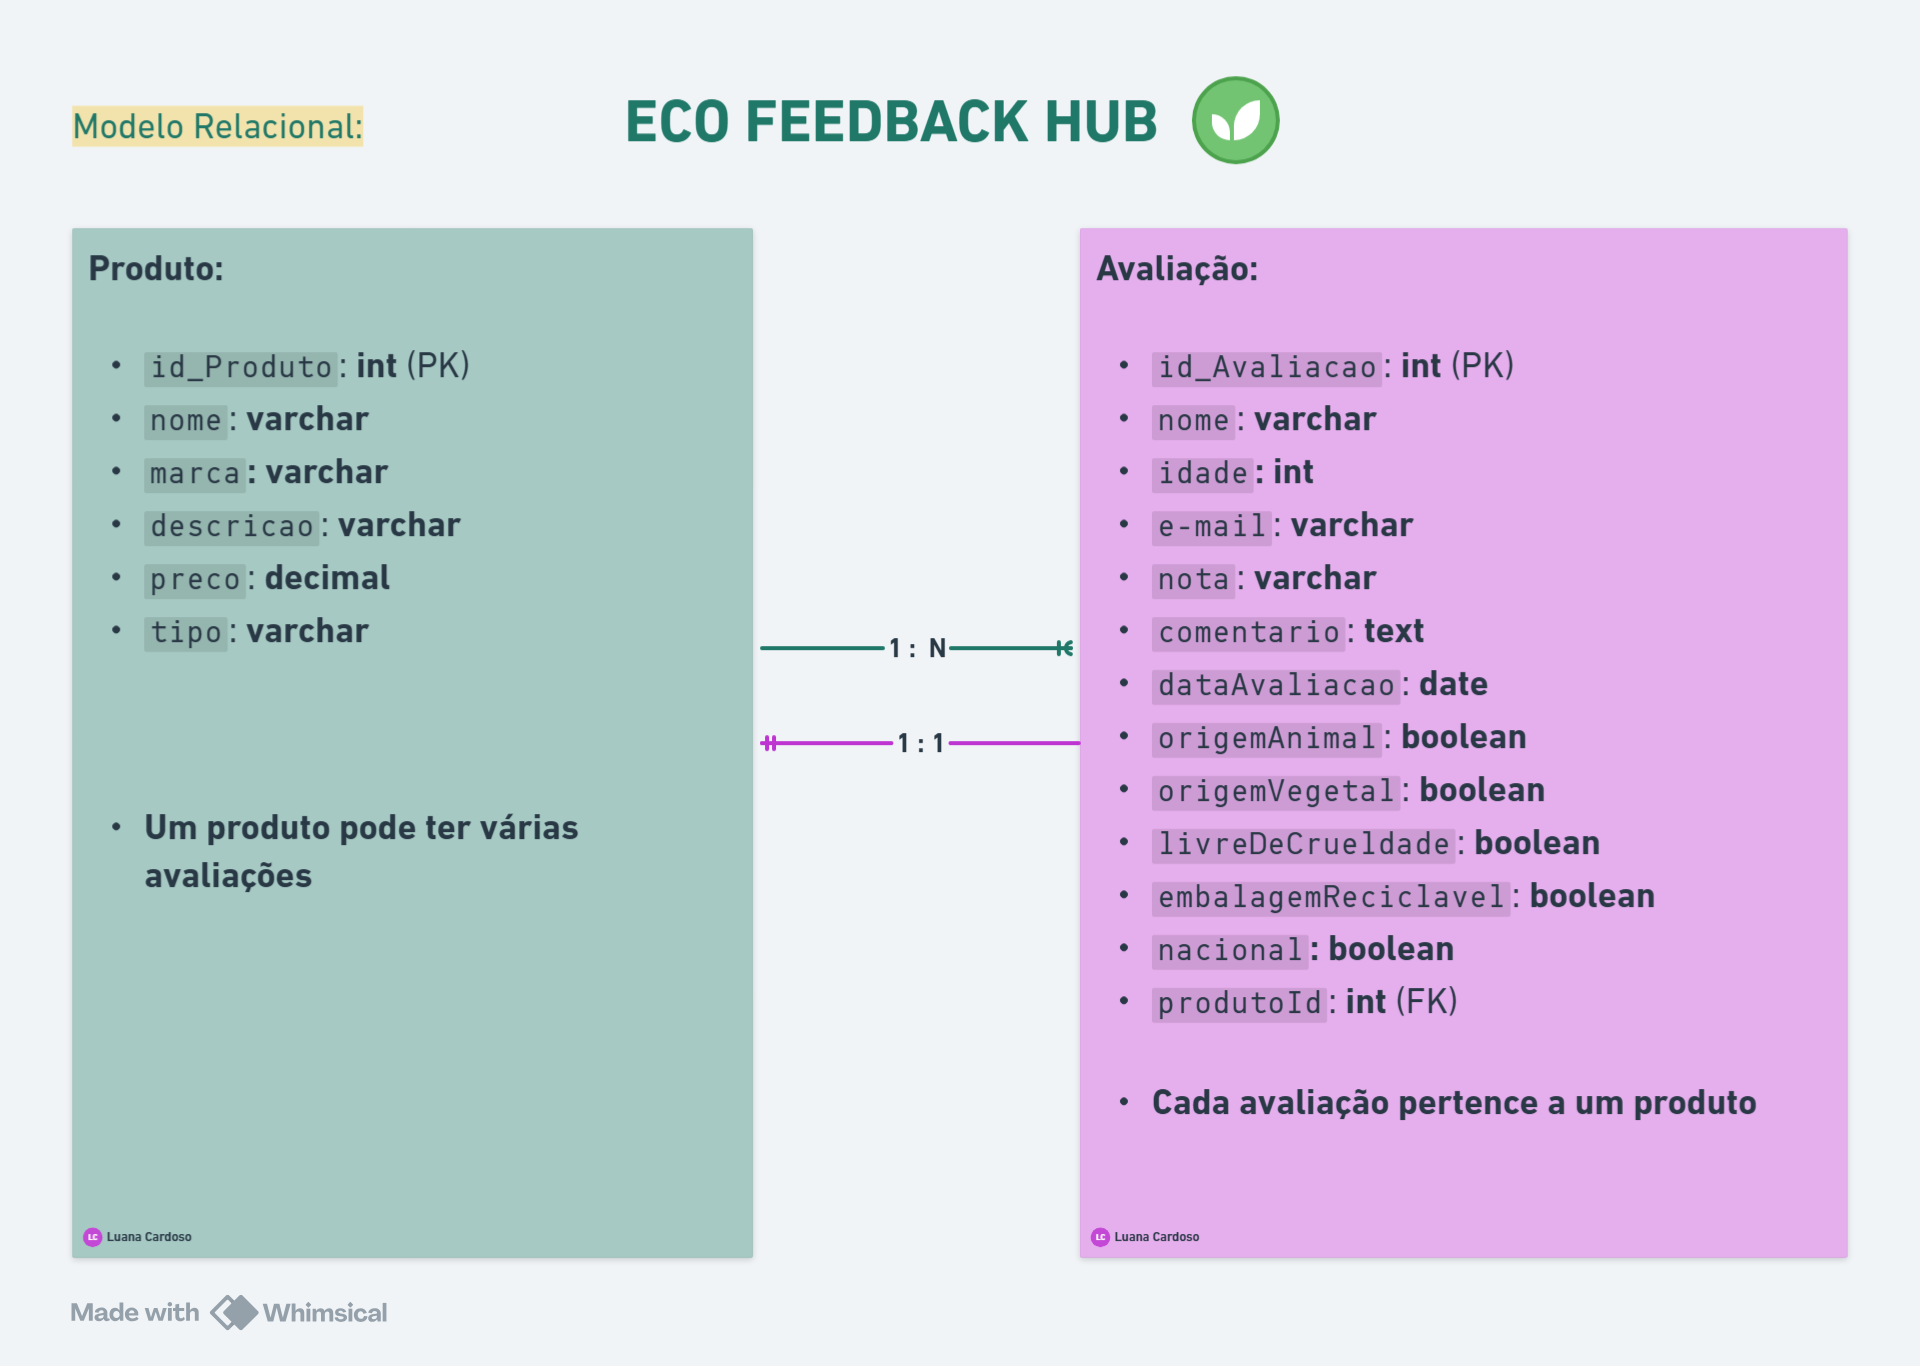 Modelo Relacional:
ECO FEEDBACK HUB
Produto:
• id_Produto: int (PK)
• nome: varchar
• marca: varchar
• descricao: varchar
• preco: decimal
• tipo: varchar
• Um produto pode ter várias
avaliações
LC Luana Cardoso
1 : N
1 : 1
Avaliação:
• id_Avaliacao: int (PK)
• nome: varchar
• idade: int
• e-mail: varchar
• nota: varchar
• comentario: text
• dataAvaliacao: date
• origemAnimal: boolean
• origemVegetal: boolean
• livreDeCrueldade: boolean
• embalagemReciclavel: boolean
• nacional: boolean
• produtoId: int (FK)
• Cada avaliação pertence a um produto
LC Luana Cardoso
Made with Whimsical